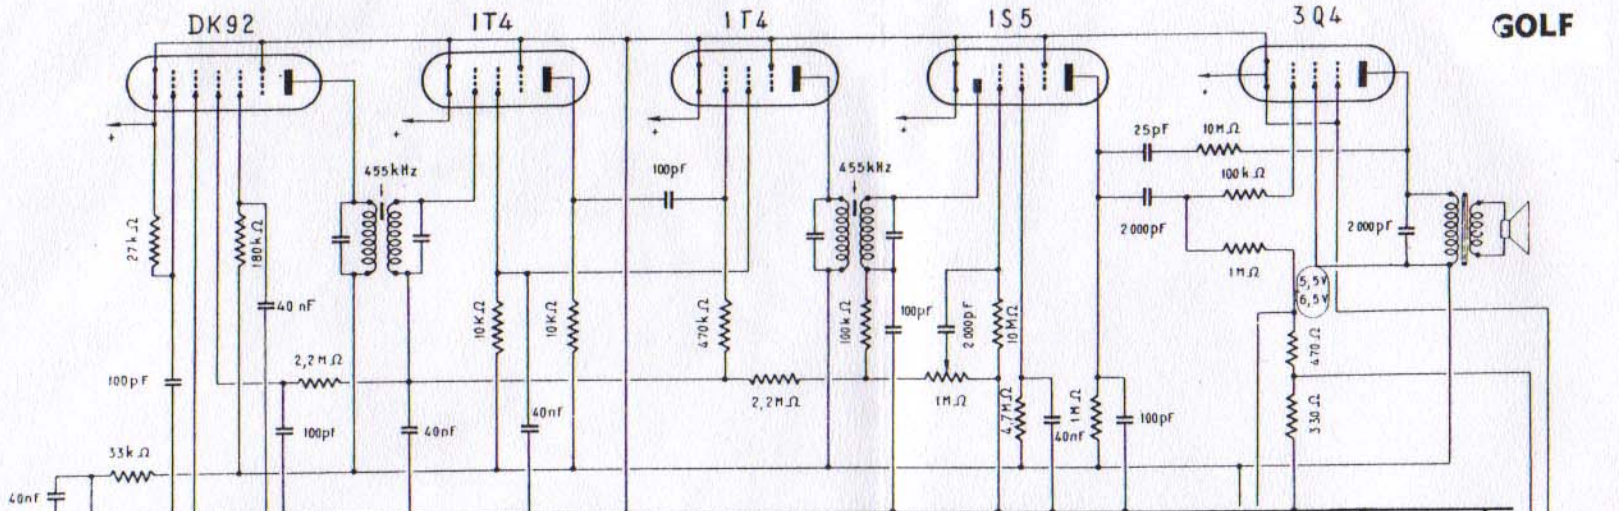 DK92
1T4
1T4
1S5
3Q4
GOLF
+
+
+
+
+
25pF
10MΩ
455kHz
100pF
455kHz
100kΩ
27kΩ
180kΩ
2000pF
2000pF
1MΩ
5,5V
6,5V
40nF
10KΩ
10KΩ
470kΩ
100kΩ
100pF
2000pF
10MΩ
470Ω
2,2MΩ
100pF
2,2MΩ
1MΩ
4,7MΩ
1MΩ
330Ω
100pf
40nF
40nF
40nF
100pF
33kΩ
40nF